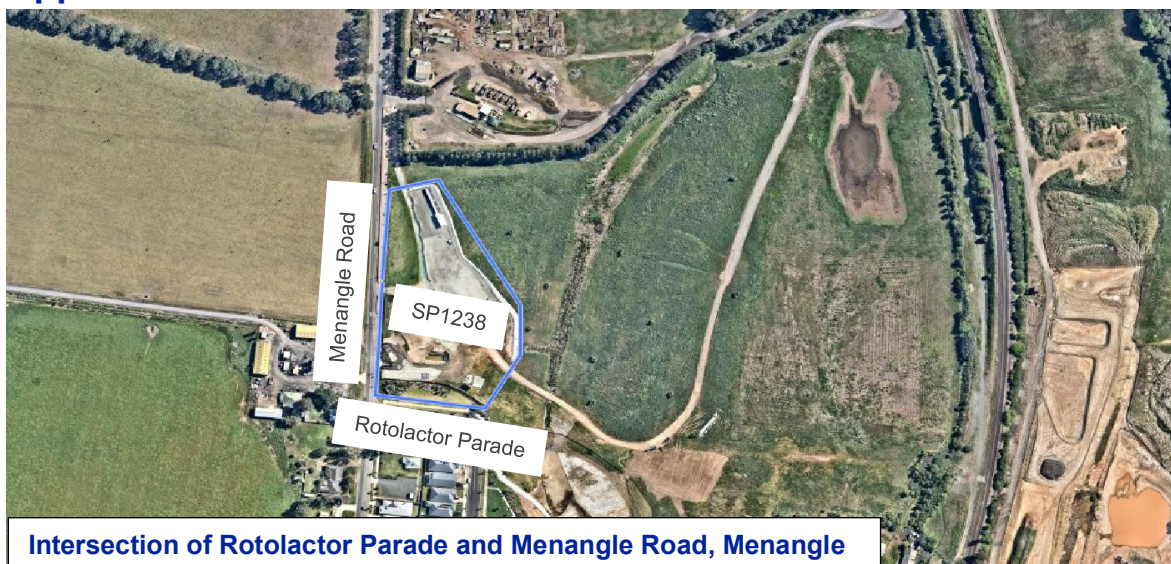 Menangle Road
SP1238
Rotolactor Parade
Intersection of Rotolactor Parade and Menangle Road, Menangle